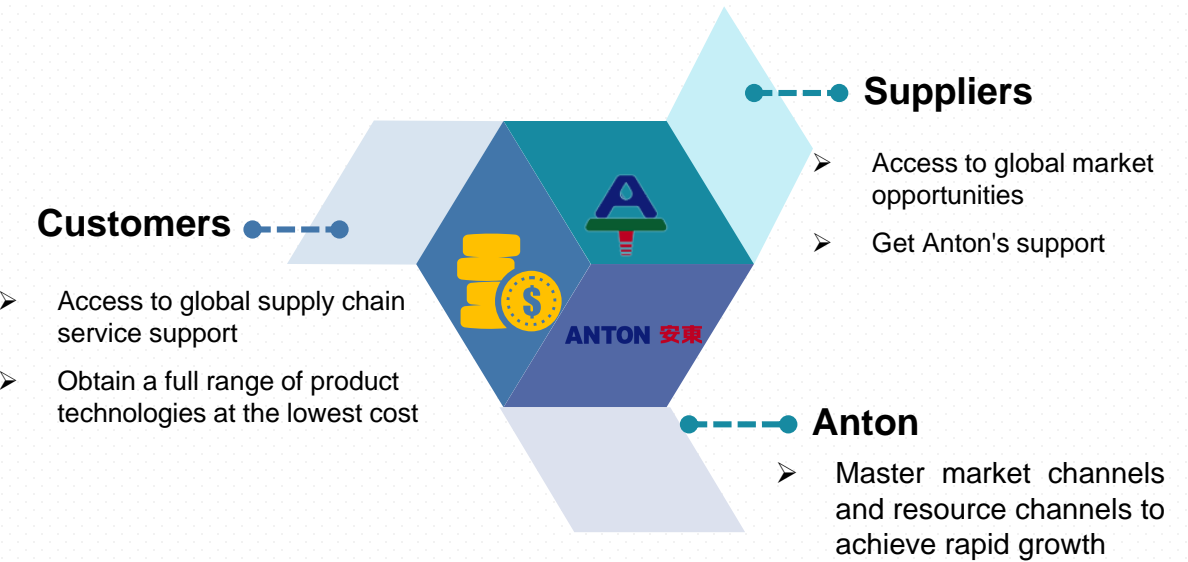 Suppliers
➢ Access to global market
opportunities
➢ Get Anton's support
Customers
➢ Access to global supply chain
service support
➢ Obtain a full range of product
technologies at the lowest cost
$
ANTON 安東
Anton
➢ Master market channels
and resource channels to
achieve rapid growth